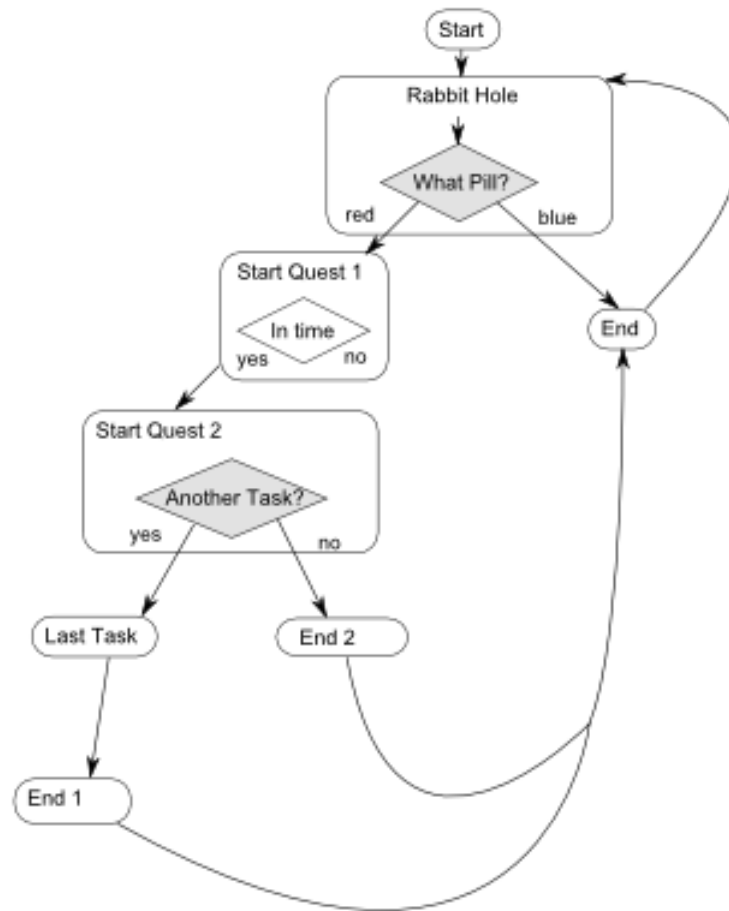 Start
Rabbit Hole
What Pill?
red
blue
Start Quest 1
In time
yes
no
End
Start Quest 2
Another Task?
yes
no
Last Task
End 2
End 1